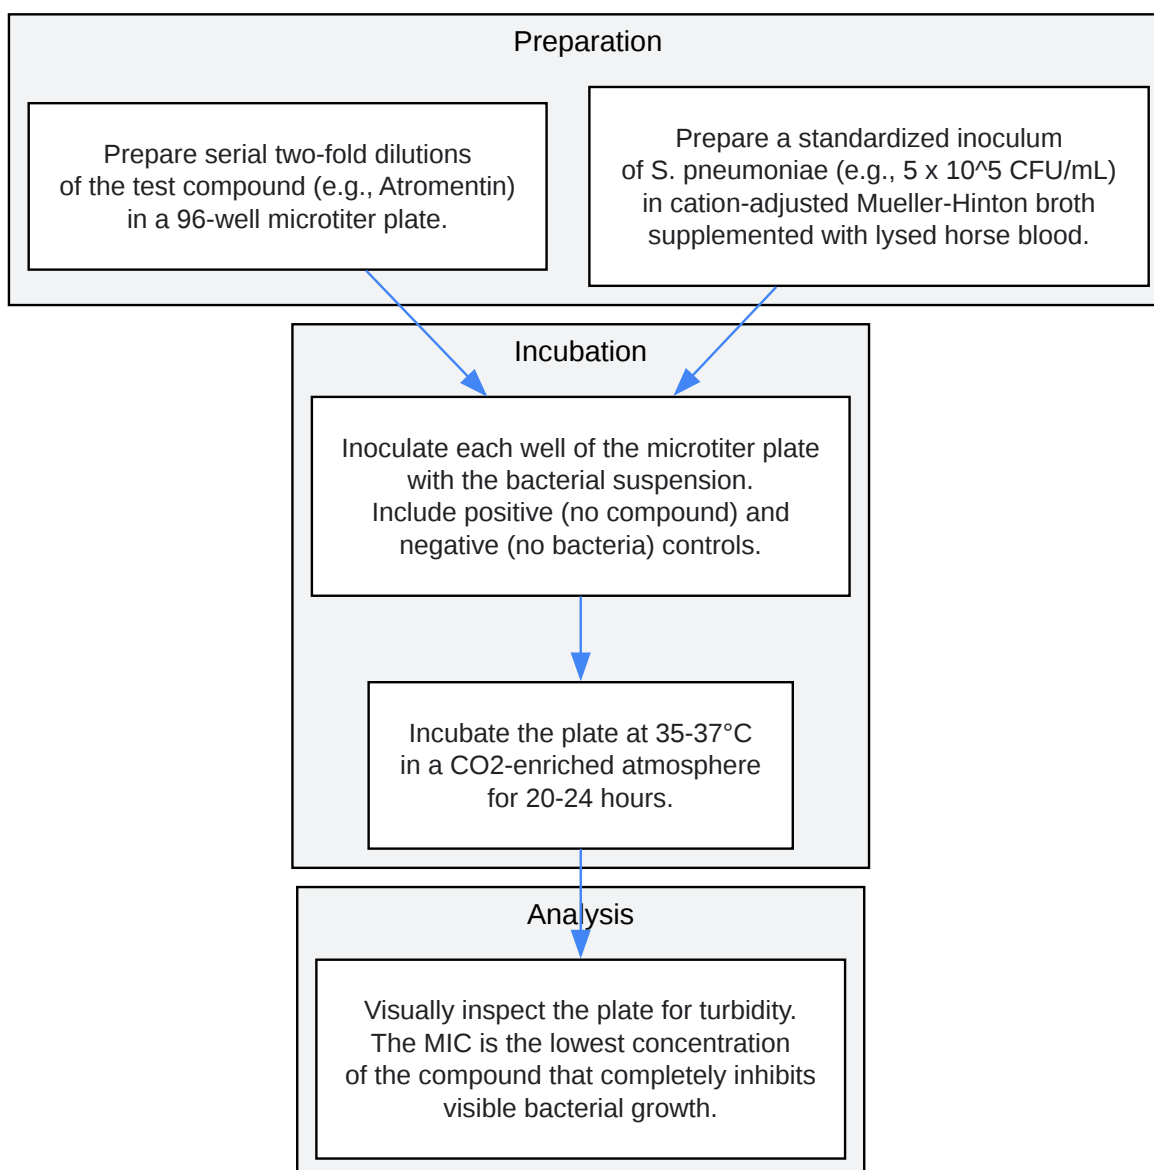 Preparation
Prepare serial two-fold dilutions
of the test compound (e.g., Atromentin)
in a 96-well microtiter plate.
Prepare a standardized inoculum
of S. pneumoniae (e.g., 5 x 10^5 CFU/mL)
in cation-adjusted Mueller-Hinton broth
supplemented with lysed horse blood.
Incubation
Inoculate each well of the microtiter plate
with the bacterial suspension.
Include positive (no compound) and
negative (no bacteria) controls.
Incubate the plate at 35-37°C
in a CO2-enriched atmosphere
for 20-24 hours.
Analysis
Visually inspect the plate for turbidity.
The MIC is the lowest concentration
of the compound that completely inhibits
visible bacterial growth.